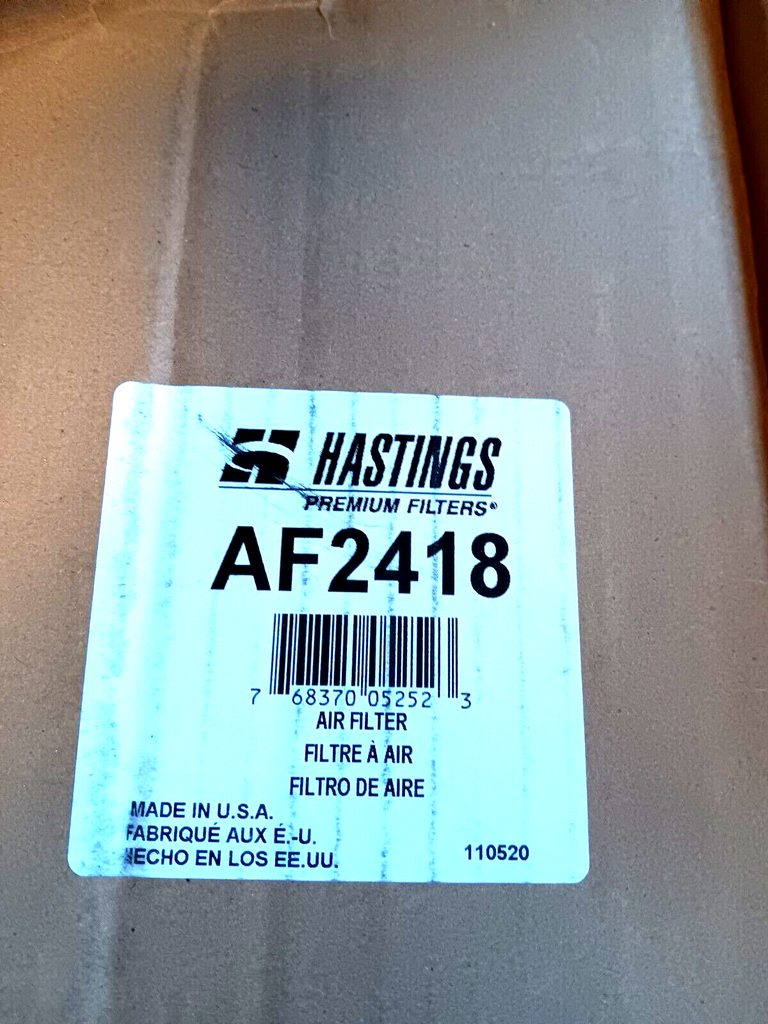 HASTINGS
PREMIUM FILTERS®
AF2418
7 68370 05252 3
AIR FILTER
FILTRE À AIR
FILTRO DE AIRE
MADE IN U.S.A.
FABRIQUÉ AUX É.-U.
HECHO EN LOS EE.UU.
110520